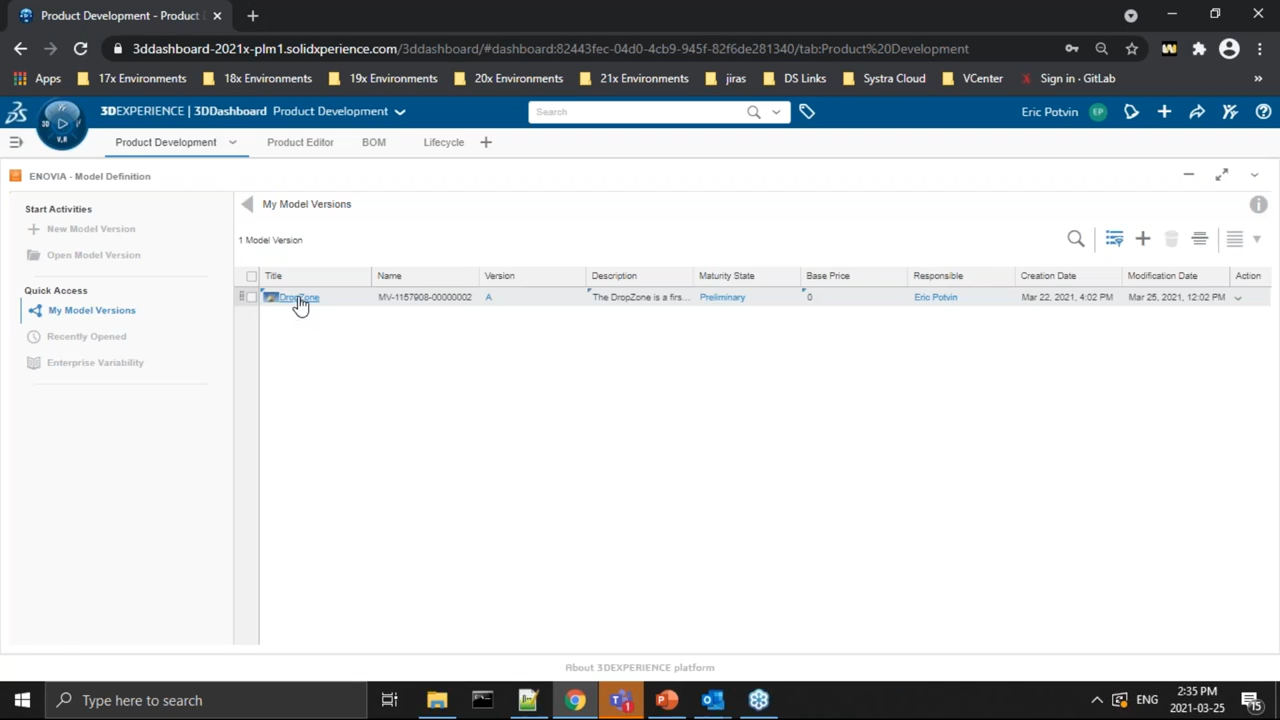 Product Development - Product
3ddashboard-2021x-plm1.solidxperience.com/3ddashboard/#dashboard:82443fec-04d0-4cb9-945f-82f6de281340/tab:Product%20Development
Apps 17x Environments 18x Environments 19x Environments 20x Environments 21x Environments jiras DS Links Systra Cloud VCenter Sign in · GitLab »
3DEXPERIENCE | 3DDashboard Product Development Search Eric Potvin EP
3D V,R
Product Development Product Editor BOM Lifecycle
ENOVIA - Model Definition
Start Activities
New Model Version
Open Model Version
Quick Access
My Model Versions
Recently Opened
Enterprise Variability
My Model Versions
1 Model Version
Title Name Version Description Maturity State Base Price Responsible Creation Date Modification Date Action
DropZone MV-1157908-00000002 A The DropZone is a firs... Preliminary 0 Eric Potvin Mar 22, 2021, 4:02 PM Mar 25, 2021, 12:02 PM
About 3DEXPERIENCE platform
Type here to search 1 ENG 2:35 PM
2021-03-25 15